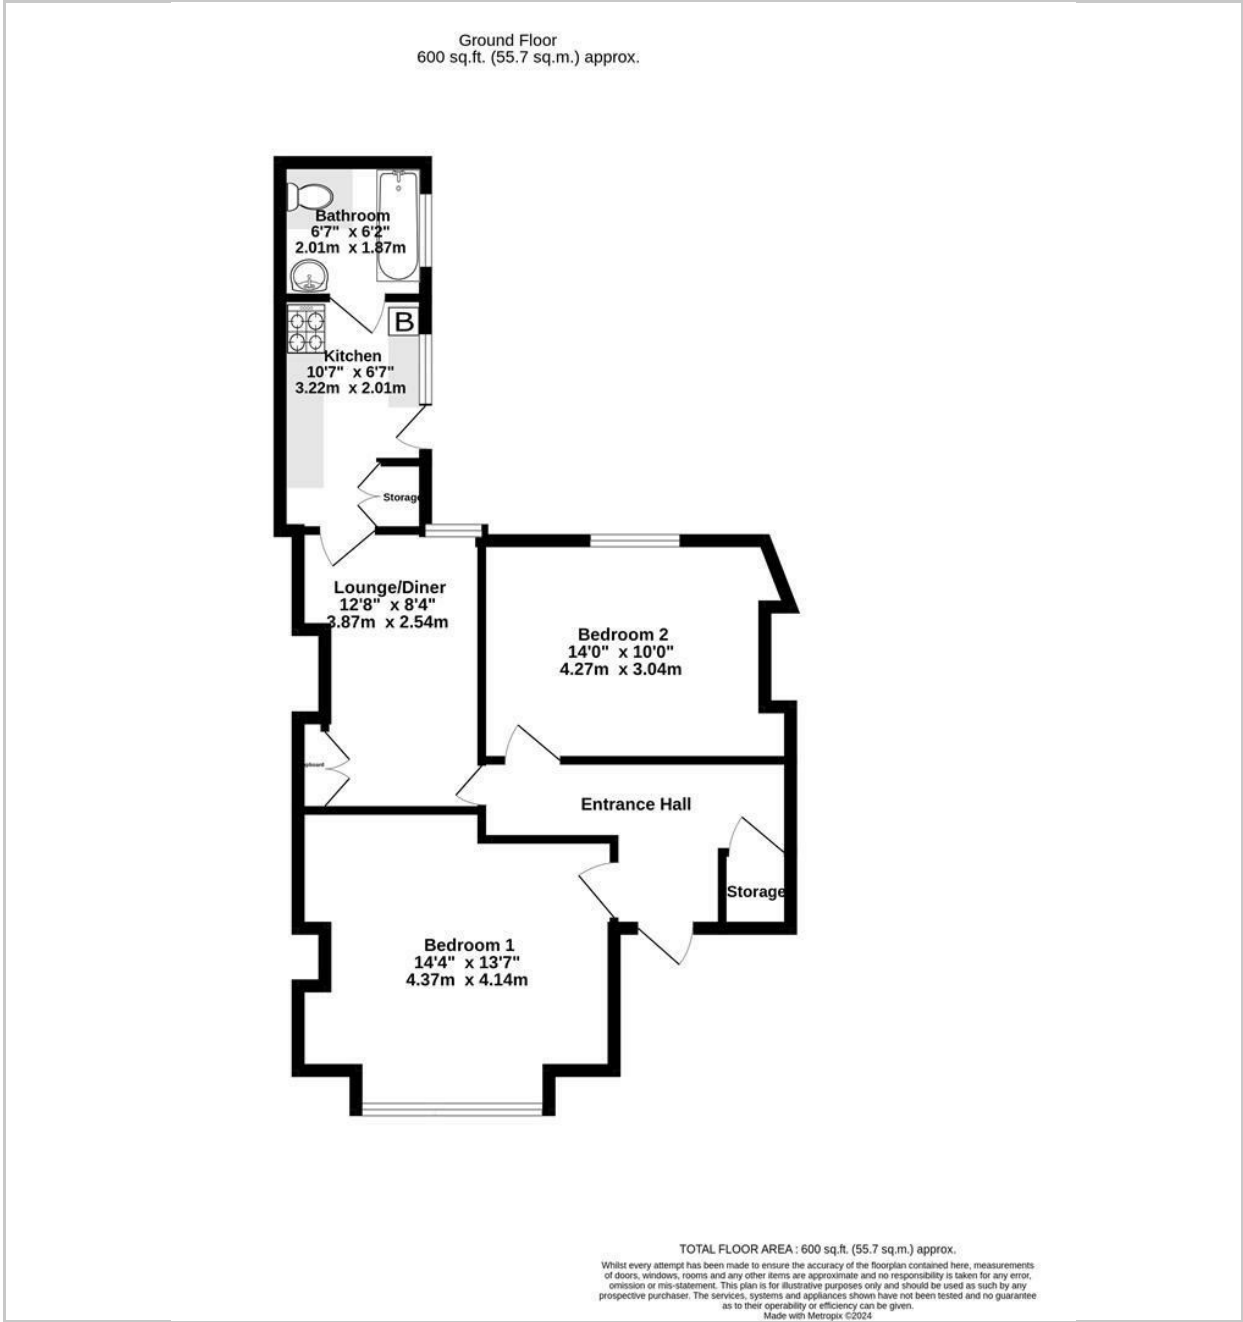 Ground Floor
600 sq.ft. (55.7 sq.m.) approx.
Bathroom
6'7" x 6'2"
2.01m x 1.87m
B
Kitchen
10'7" x 6'7"
3.22m x 2.01m
Storage
Lounge/Diner
12'8" x 8'4"
3.87m x 2.54m
Bedroom 2
14'0" x 10'0"
4.27m x 3.04m
Entrance Hall
Storage
Bedroom 1
14'4" x 13'7"
4.37m x 4.14m
TOTAL FLOOR AREA : 600 sq.ft. (55.7 sq.m.) approx.
Whilst every attempt has been made to ensure the accuracy of the floorplan contained here, measurements
of doors, windows, rooms and any other items are approximate and no responsibility is taken for any error,
omission or mis-statement. This plan is for illustrative purposes only and should be used as such by any
prospective purchaser. The services, systems and appliances shown have not been tested and no guarantee
as to their operability or efficiency can be given.
Made with Metropix ©2024